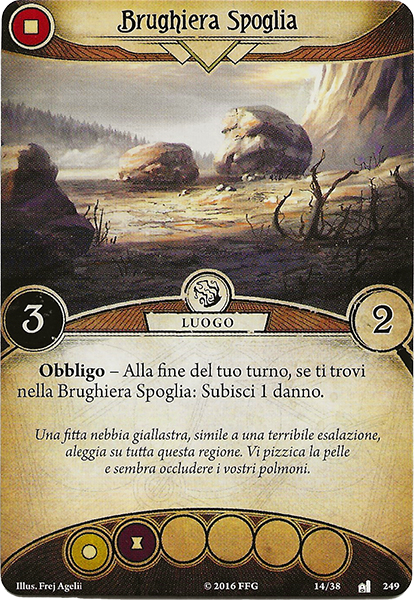 Brughiera Spoglia
3
LUOGO
2
Obbligo – Alla fine del tuo turno, se ti trovi
nella Brughiera Spoglia: Subisci 1 danno.
Una fitta nebbia giallastra, simile a una terribile esalazione,
aleggia su tutta questa regione. Vi pizzica la pelle
e sembra occludere i vostri polmoni.
Illus. Frej Agelii
© 2016 FFG
14/38
249